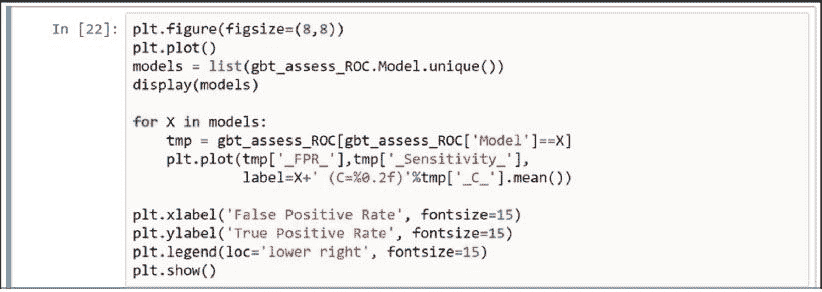 In [22]: plt.figure(figsize=(8,8))
plt.plot()
models = list(gbt_assess_ROC.Model.unique())
display(models)

for X in models:
    tmp = gbt_assess_ROC[gbt_assess_ROC['Model']==X]
    plt.plot(tmp['_FPR_'],tmp['_Sensitivity_'],
             label=X+' (C=%0.2f)'%tmp['_C_'].mean())

plt.xlabel('False Positive Rate', fontsize=15)
plt.ylabel('True Positive Rate', fontsize=15)
plt.legend(loc='lower right', fontsize=15)
plt.show()